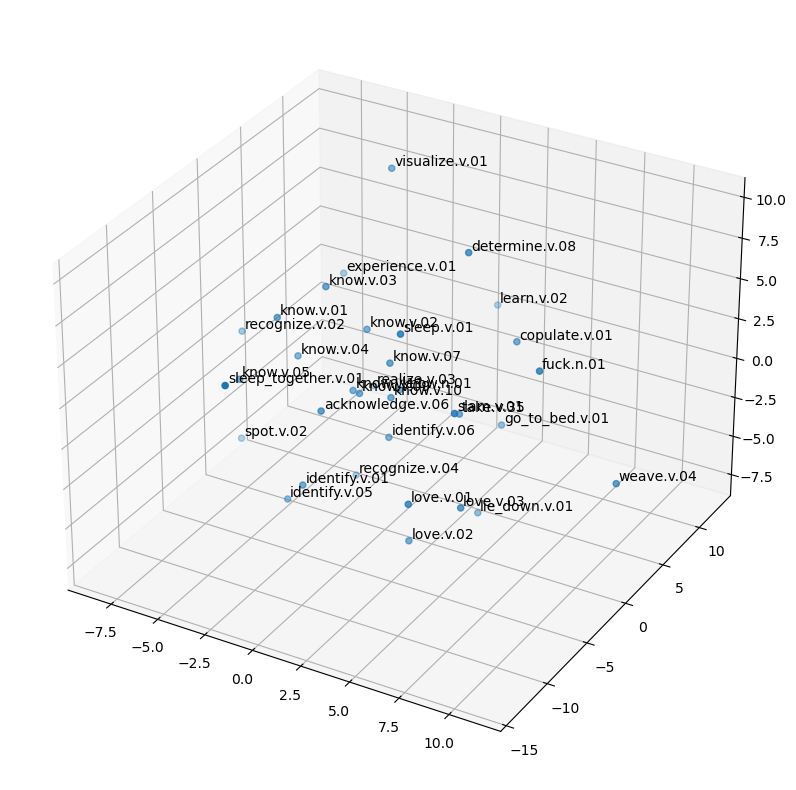 visualize.v.01
determine.v.08
experience.v.01
know.v.03
learn.v.02
know.v.01
recognize.v.02
know.v.02
sleep.v.01
copulate.v.01
know.v.04
know.v.07
fuck.n.01
know.v.05
sleep_together.v.01
realize.v.03
know.v.10
acknowledge.v.06
take.v.35
go_to_bed.v.01
spot.v.02
identify.v.06
recognize.v.04
identify.v.01
weave.v.04
identify.v.05
love.v.01
love.v.03
lie_down.v.01
love.v.02
10.0
7.5
5.0
2.5
0.0
−2.5
−5.0
−7.5
10
5
0
−5
−10
−15
−7.5
−5.0
−2.5
0.0
2.5
5.0
7.5
10.0